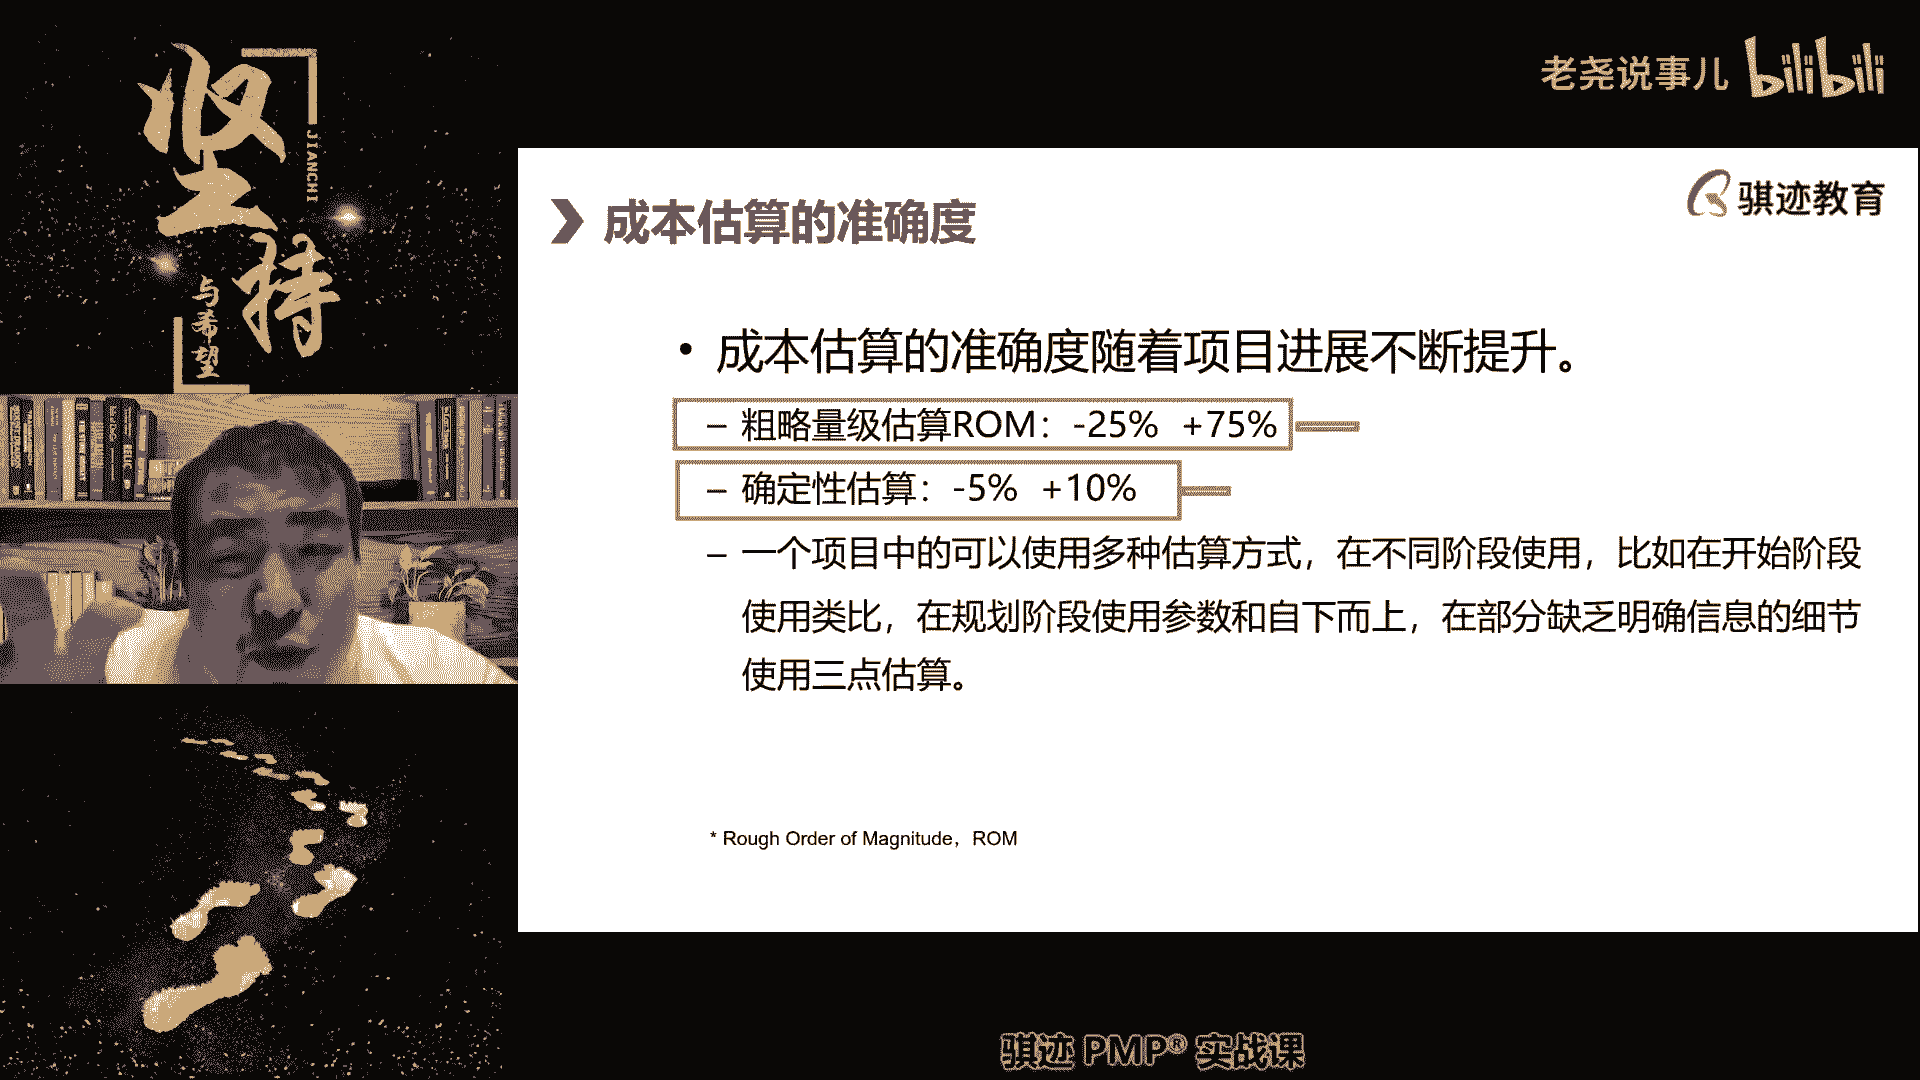 坚持
JIANCHI
与希望
老尧说事儿 bilibili
骐迹教育
成本估算的准确度
• 成本估算的准确度随着项目进展不断提升。
– 粗略量级估算ROM：-25% +75%
– 确定性估算：-5% +10%
– 一个项目中的可以使用多种估算方式，在不同阶段使用，比如在开始阶段
使用类比，在规划阶段使用参数和自下而上，在部分缺乏明确信息的细节
使用三点估算。
* Rough Order of Magnitude，ROM
骐迹 PMP® 实战课